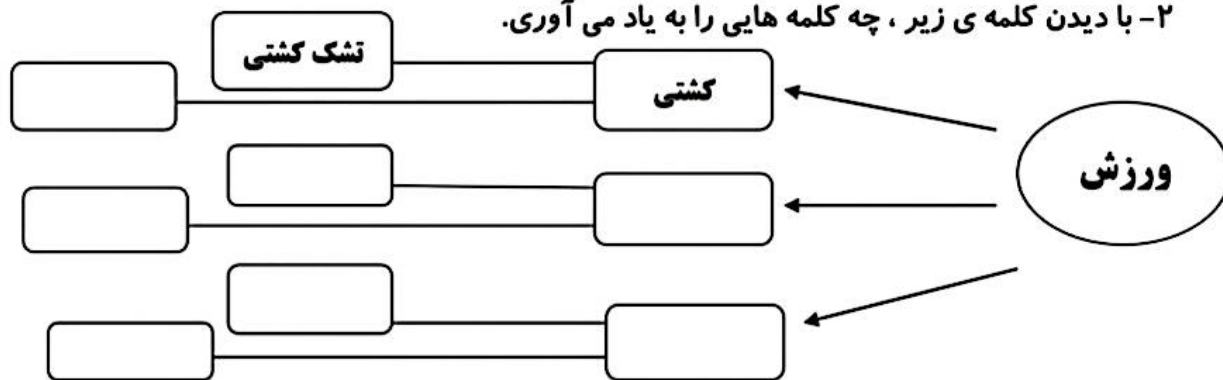 ۲- با دیدن کلمه ی زیر ، چه کلمه هایی را به یاد می آوری.
تشک کشتی
کشتی
ورزش